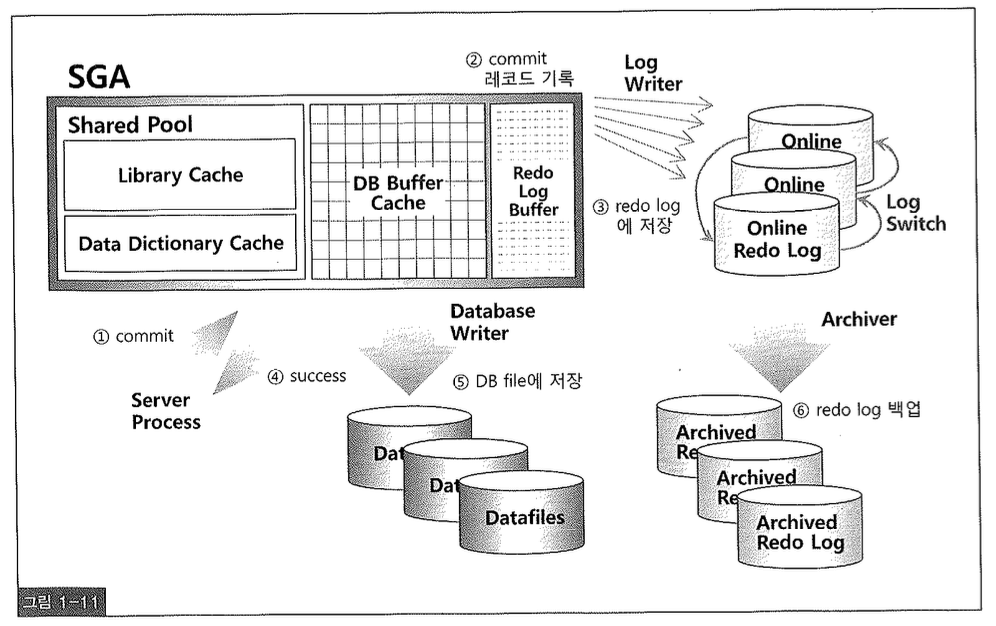 SGA
② commit
레코드 기록
Log
Writer
Shared Pool
Library Cache
Data Dictionary Cache
DB Buffer
Cache
Redo
Log
Buffer
③ redo log
에 저장
Online
Online
Online
Redo Log
Log
Switch
① commit
④ success
Server
Process
Database
Writer
⑤ DB file에 저장
Archiver
⑥ redo log 백업
Dat
Dat
Datafiles
Archived
Re
Archived
Re
Archived
Redo Log
그림 1-11